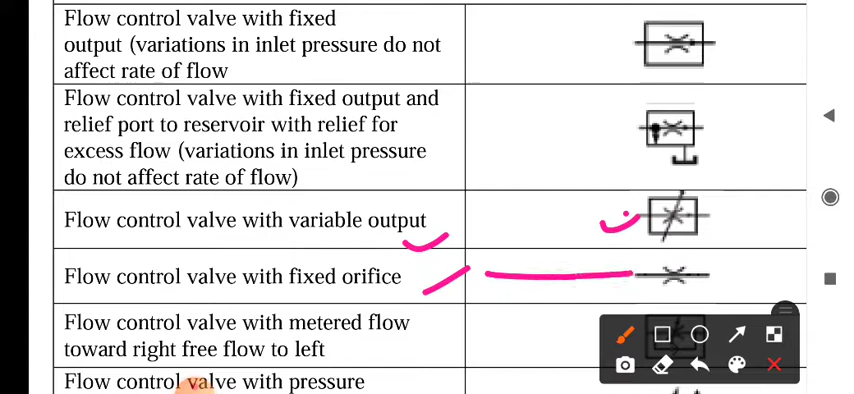 Flow control valve with fixed
output (variations in inlet pressure do not
affect rate of flow
Flow control valve with fixed output and
relief port to reservoir with relief for
excess flow (variations in inlet pressure
do not affect rate of flow)
Flow control valve with variable output
Flow control valve with fixed orifice
Flow control valve with metered flow
toward right free flow to left
Flow control valve with pressure